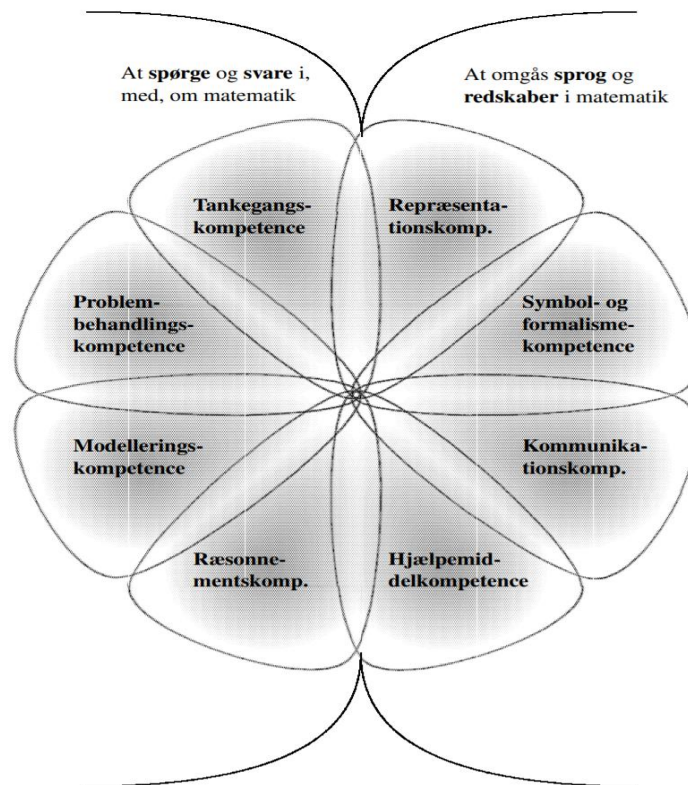 At spørge og svare i,
med, om matematik
At omgås sprog og
redskaber i matematik
Tankegangs-
kompetence
Repræsenta-
tionskomp.
Problem-
behandlings-
kompetence
Symbol- og
formalisme-
kompetence
Modellerings-
kompetence
Kommunika-
tionskomp.
Ræsonne-
mentskomp.
Hjælpemid-
delkompetence